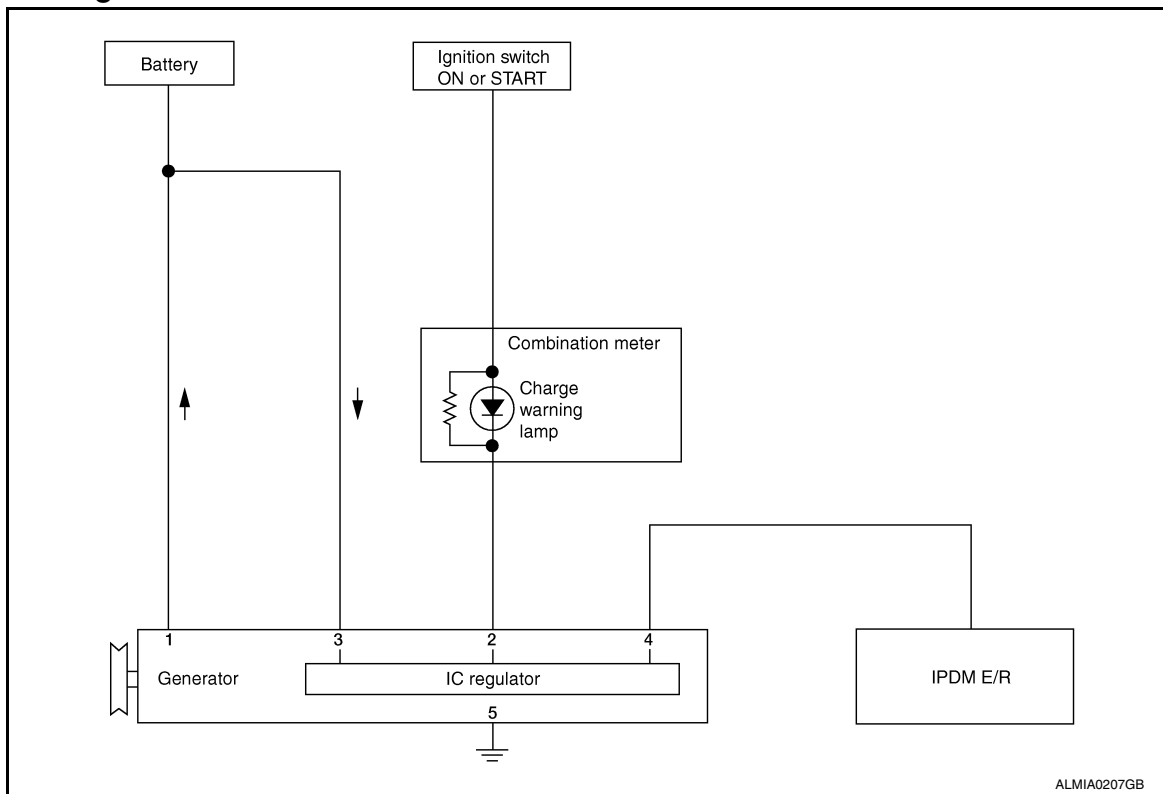 Battery
Ignition switch
ON or START
Combination meter
Charge
warning
lamp
1
3
2
4
Generator
IC regulator
5
IPDM E/R
ALMIA0207GB